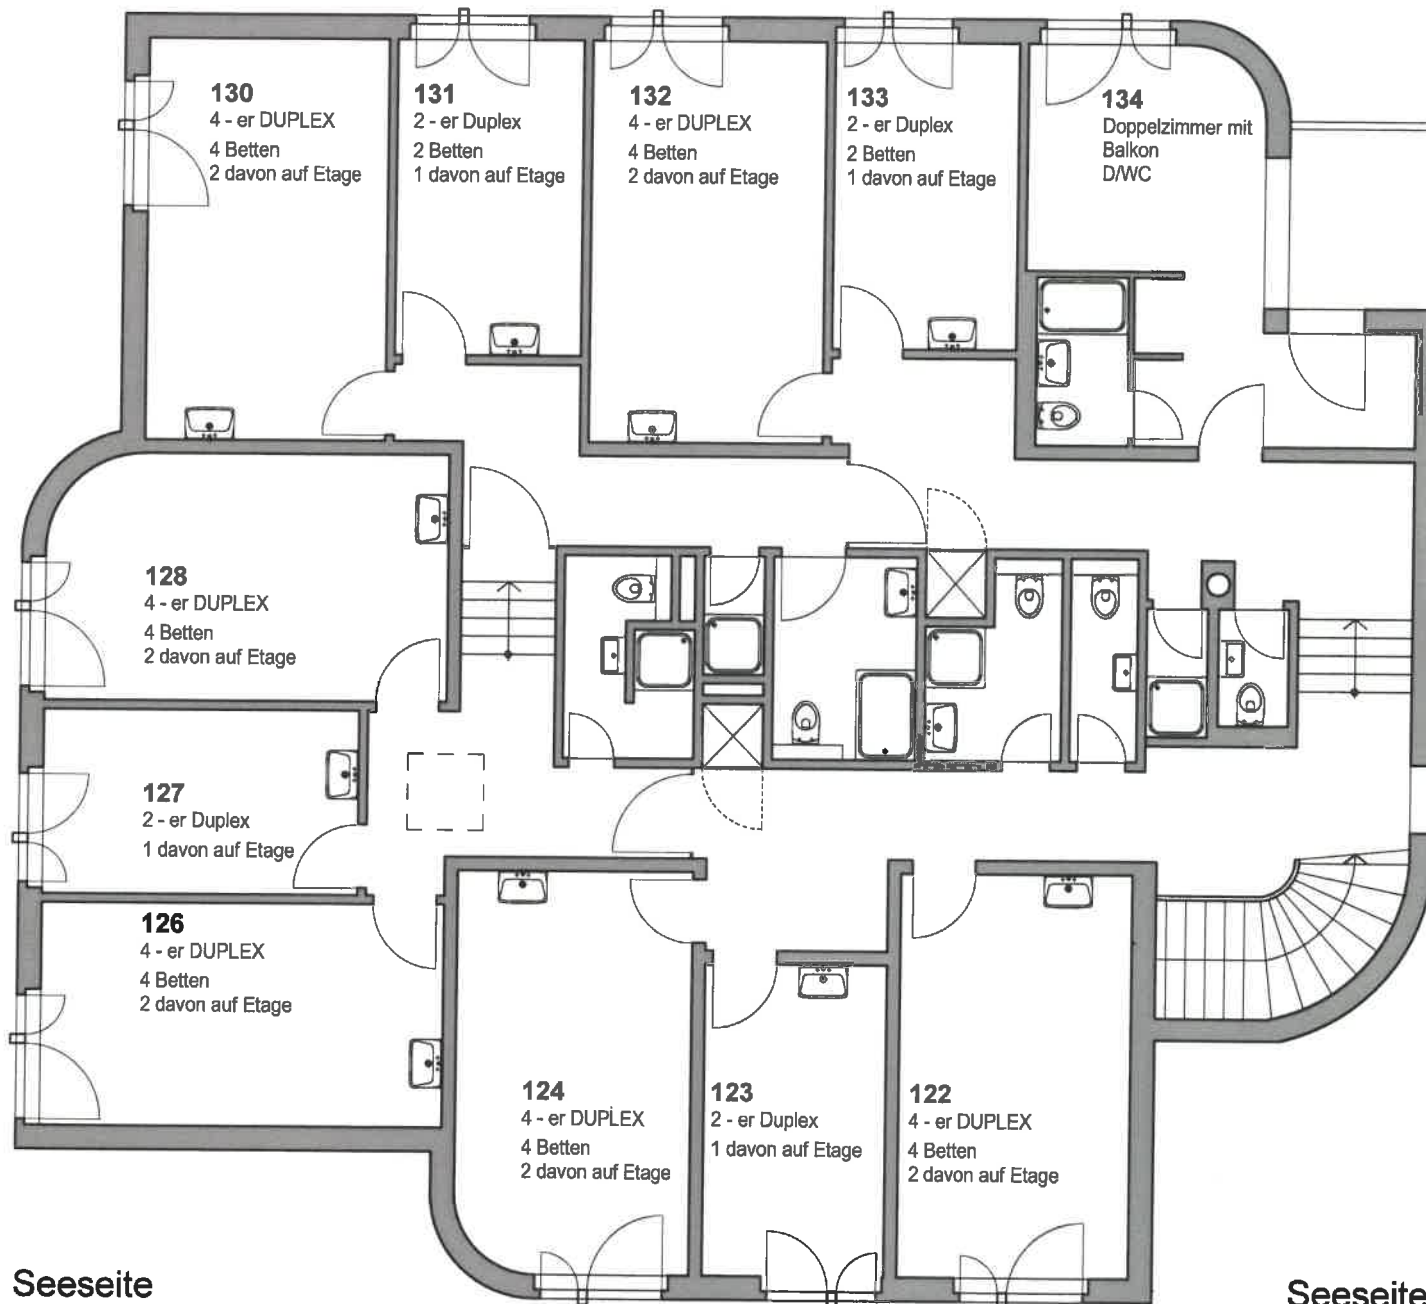 130
4 - er DUPLEX
4 Betten
2 davon auf Etage
131
2 - er Duplex
2 Betten
1 davon auf Etage
132
4 - er DUPLEX
4 Betten
2 davon auf Etage
133
2 - er Duplex
2 Betten
1 davon auf Etage
134
Doppelzimmer mit
Balkon
D/WC
128
4 - er DUPLEX
4 Betten
2 davon auf Etage
127
2 - er Duplex
1 davon auf Etage
126
4 - er DUPLEX
4 Betten
2 davon auf Etage
124
4 - er DUPLEX
4 Betten
2 davon auf Etage
123
2 - er Duplex
1 davon auf Etage
122
4 - er DUPLEX
4 Betten
2 davon auf Etage
Seeseite
Seeseite